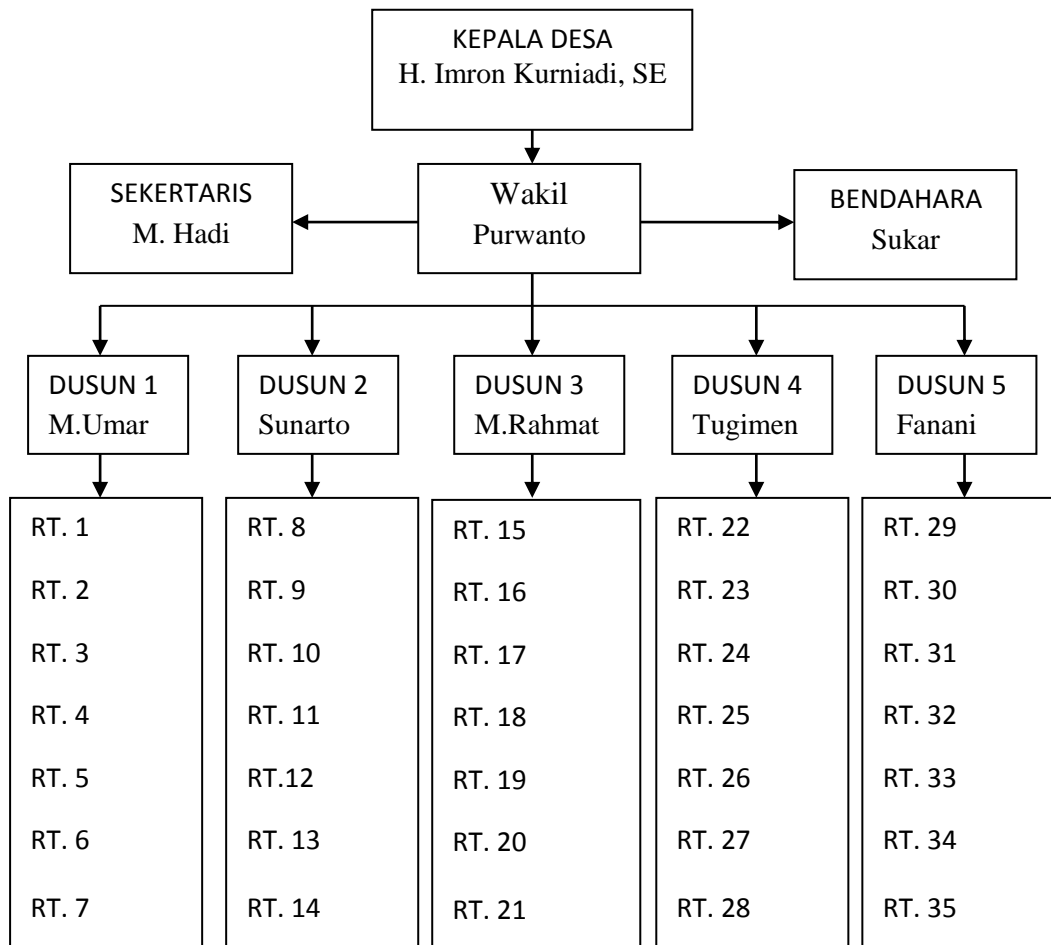 KEPALA DESA
H. Imron Kurniadi, SE
SEKERTARIS
M. Hadi
Wakil
Purwanto
BENDAHARA
Sukar
DUSUN 1
M.Umar
DUSUN 2
Sunarto
DUSUN 3
M.Rahmat
DUSUN 4
Tugimen
DUSUN 5
Fanani
RT. 1
RT. 2
RT. 3
RT. 4
RT. 5
RT. 6
RT. 7
RT. 8
RT. 9
RT. 10
RT. 11
RT.12
RT. 13
RT. 14
RT. 15
RT. 16
RT. 17
RT. 18
RT. 19
RT. 20
RT. 21
RT. 22
RT. 23
RT. 24
RT. 25
RT. 26
RT. 27
RT. 28
RT. 29
RT. 30
RT. 31
RT. 32
RT. 33
RT. 34
RT. 35